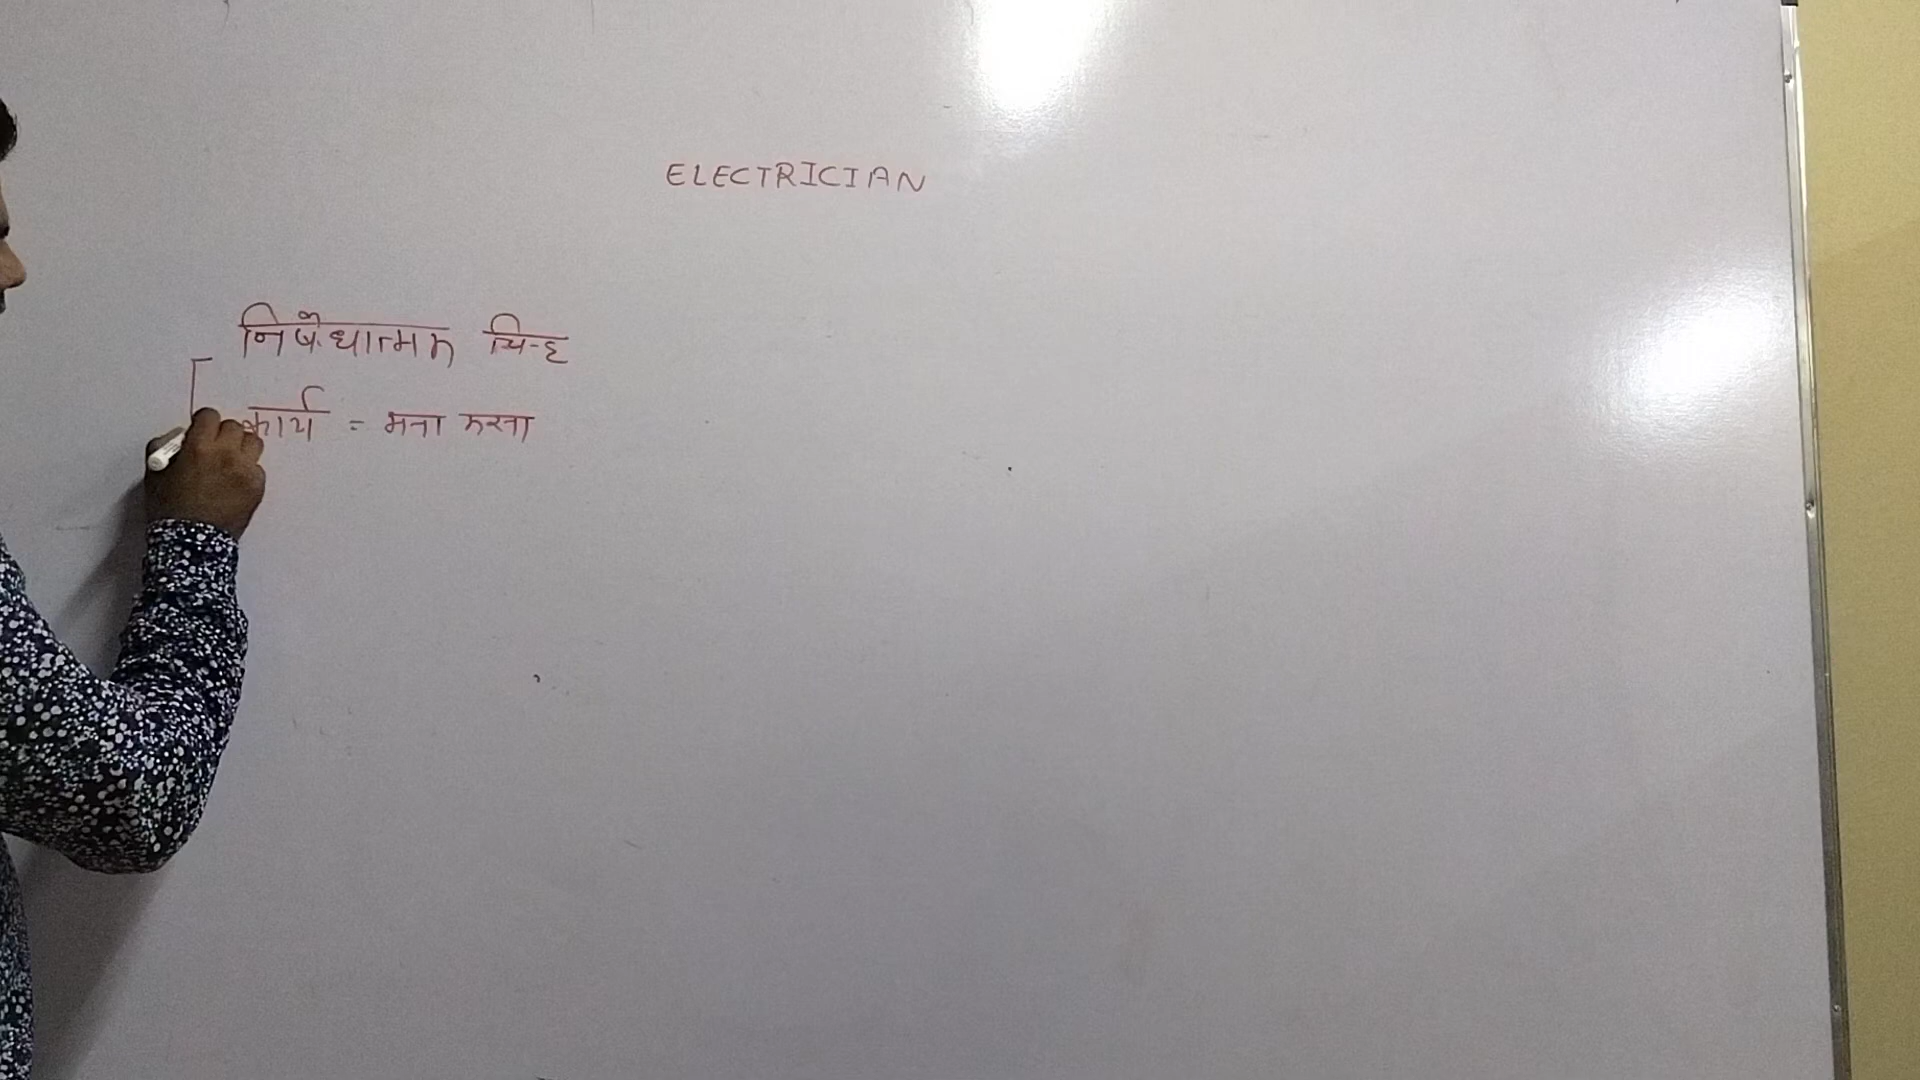 ELECTRICIAN
निषेधात्मक चिन्ह
कार्य = मना करना